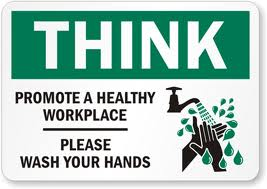 THINK
PROMOTE A HEALTHY
WORKPLACE
PLEASE
WASH YOUR HANDS